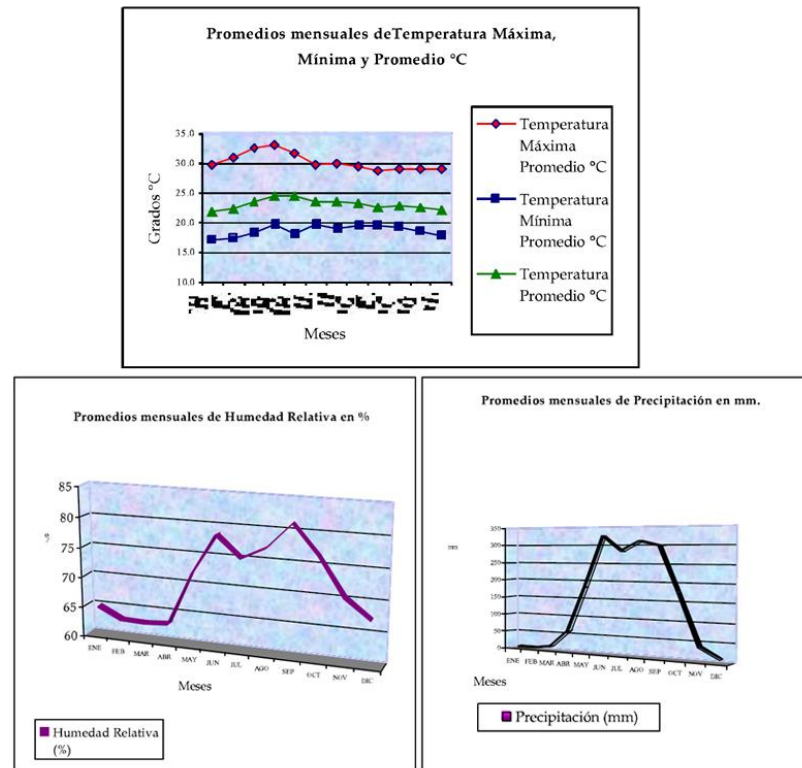 Promedios mensuales deTemperatura Máxima,
Mínima y Promedio °C
35.0
30.0
25.0
20.0
15.0
10.0
Grados °C
Meses
Temperatura
Máxima
Promedio °C
Temperatura
Mínima
Promedio °C
Temperatura
Promedio °C
Promedios mensuales de Humedad Relativa en %
85
80
75
70
65
60
%
ENE FEB MAR ABR MAY JUN JUL AGO SEP OCT NOV DIC
Meses
Humedad Relativa
(%)
Promedios mensuales de Precipitación en mm.
350
300
250
200
150
100
50
0
mm
ENE FEB MAR ABR MAY JUN JUL AGO SEP OCT NOV DIC
Meses
Precipitación (mm)